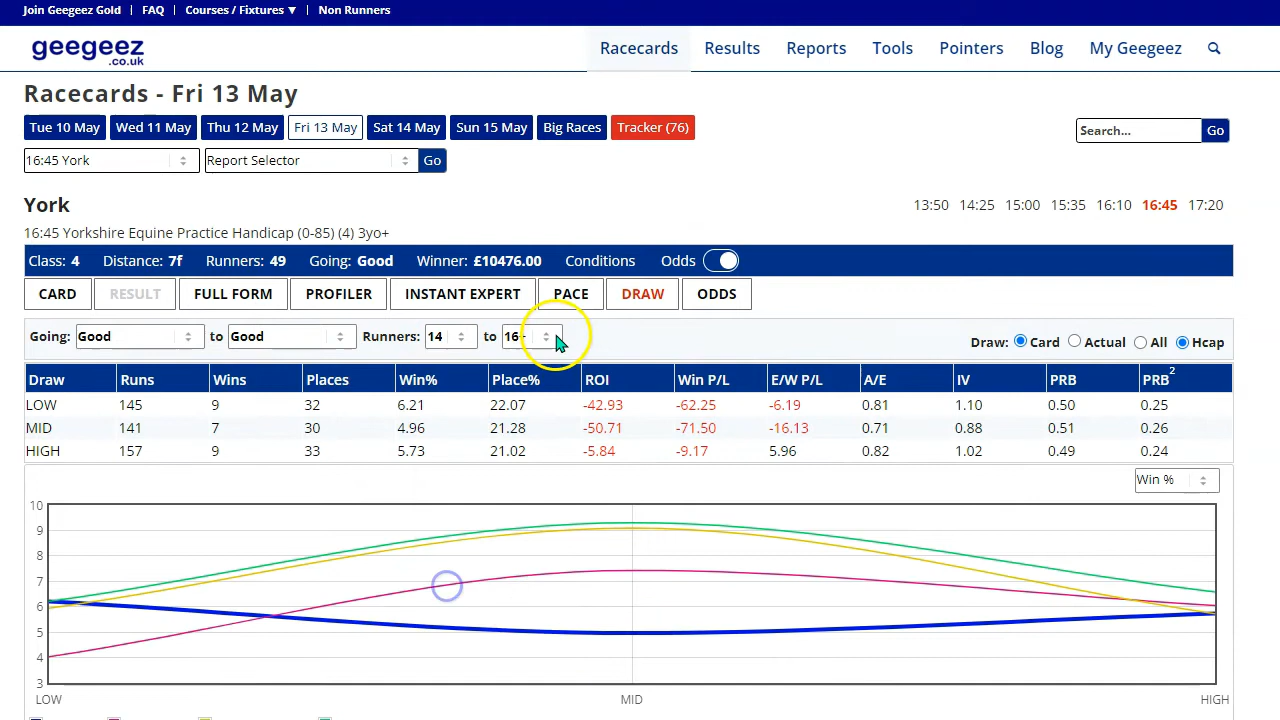 Join Geegeez Gold | FAQ | Courses / Fixtures ▼ | Non Runners
geegeez
.co.uk
Racecards Results Reports Tools Pointers Blog My Geegeez
Racecards - Fri 13 May
Tue 10 May Wed 11 May Thu 12 May Fri 13 May Sat 14 May Sun 15 May Big Races Tracker (76)
Search... Go
16:45 York Report Selector Go
York
13:50 14:25 15:00 15:35 16:10 16:45 17:20
16:45 Yorkshire Equine Practice Handicap (0-85) (4) 3yo+
Class: 4 Distance: 7f Runners: 49 Going: Good Winner: £10476.00 Conditions Odds
CARD RESULT FULL FORM PROFILER INSTANT EXPERT PACE DRAW ODDS
Going: Good to Good Runners: 14 to 16+ Draw: Card Actual All Hcap
Draw Runs Wins Places Win% Place% ROI Win P/L E/W P/L A/E IV PRB PRB2
LOW 145 9 32 6.21 22.07 -42.93 -62.25 -6.19 0.81 1.10 0.50 0.25
MID 141 7 30 4.96 21.28 -50.71 -71.50 -16.13 0.71 0.88 0.51 0.26
HIGH 157 9 33 5.73 21.02 -5.84 -9.17 5.96 0.82 1.02 0.49 0.24
Win %
10
9
8
7
6
5
4
3
LOW MID HIGH